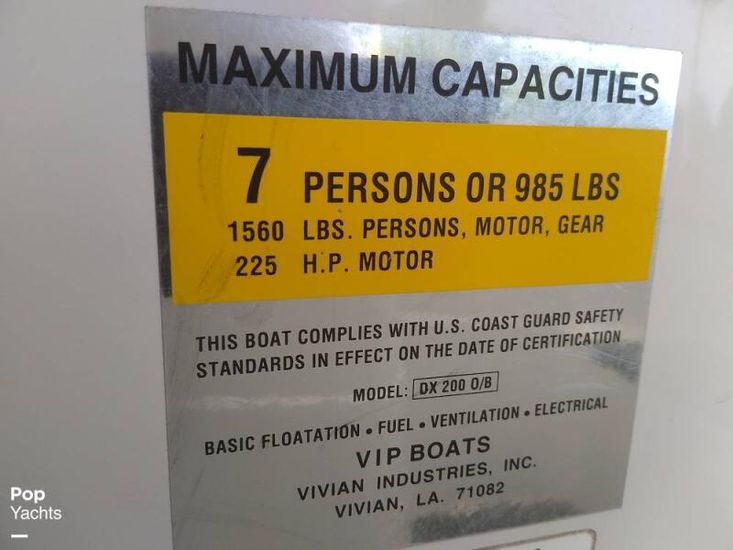 MAXIMUM CAPACITIES
7 PERSONS OR 985 LBS
1560 LBS. PERSONS, MOTOR, GEAR
225 H.P. MOTOR
THIS BOAT COMPLIES WITH U.S. COAST GUARD SAFETY
STANDARDS IN EFFECT ON THE DATE OF CERTIFICATION
MODEL: DX 200 O/B
BASIC FLOATATION • FUEL • VENTILATION • ELECTRICAL
VIP BOATS
VIVIAN INDUSTRIES, INC.
VIVIAN, LA. 71082
Pop
Yachts